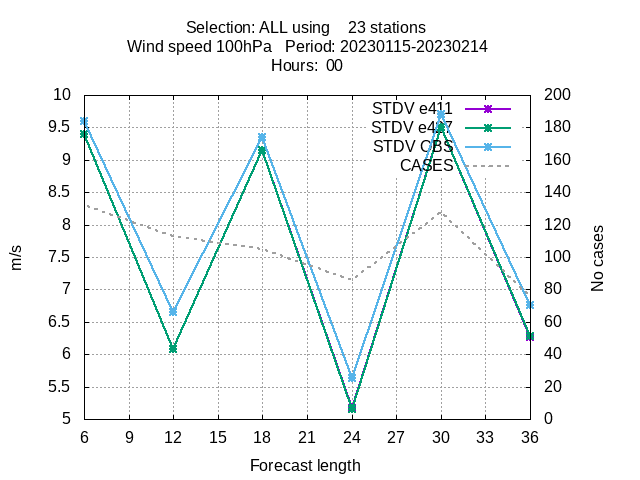 Selection: ALL using 23 stations
Wind speed 100hPa Period: 20230115-20230214
Hours: 00
10
9.5
9
8.5
8
7.5
7
6.5
6
5.5
5
m/s
200
180
160
140
120
100
80
60
40
20
0
No cases
STDV e411
STDV
STDV OBS
CASES
6 9 12 15 18 21 24 27 30 33 36
Forecast length